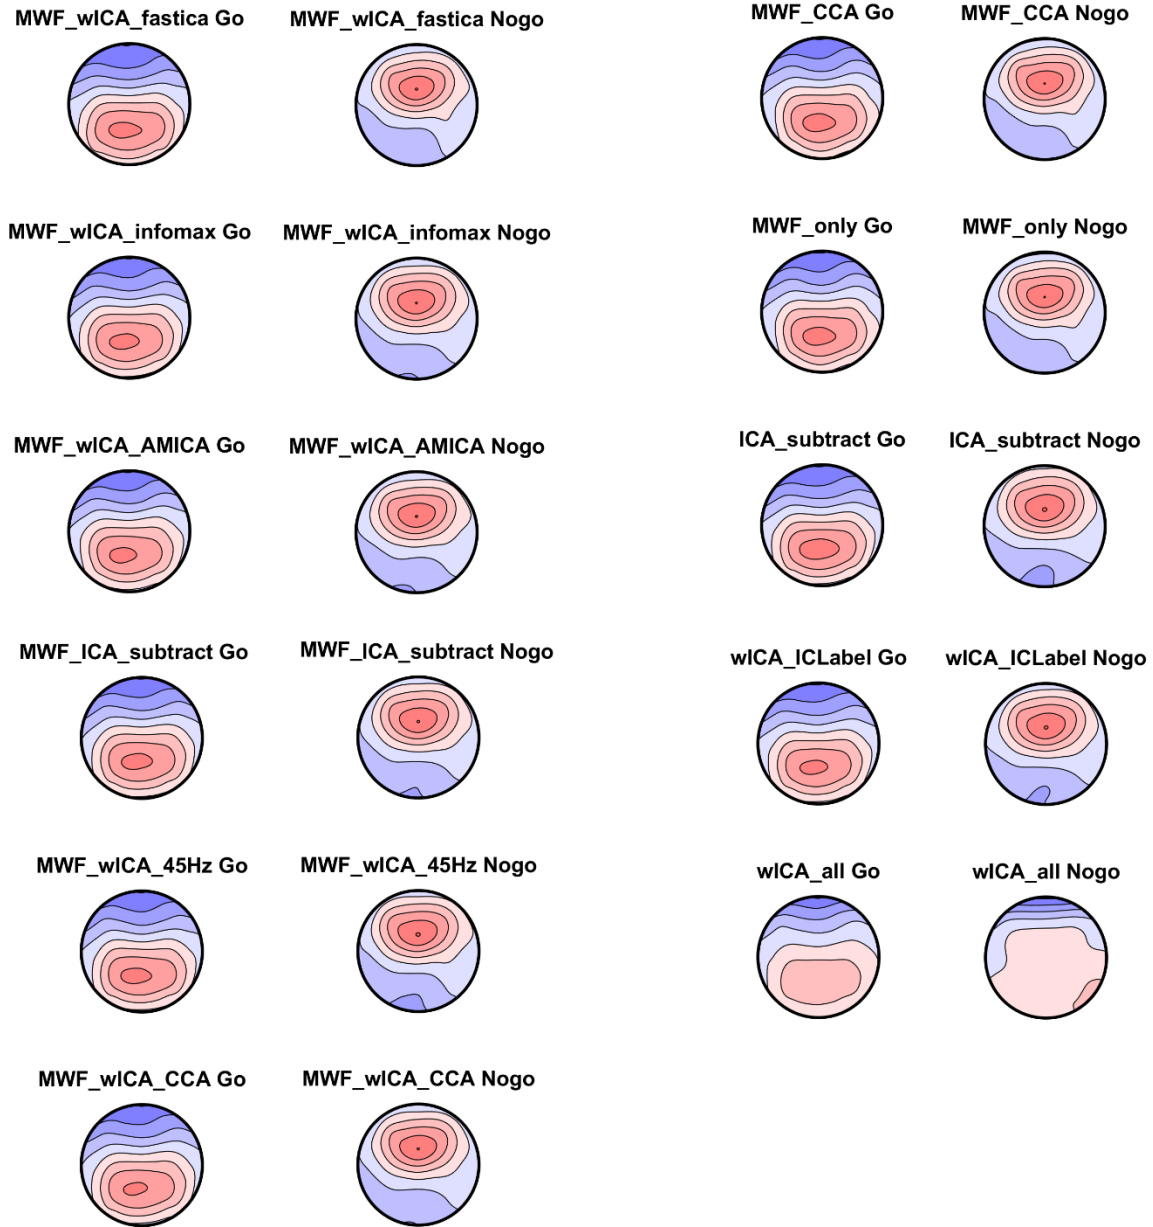 MWF_wICA_fastica Go
MWF_wICA_fastica Nogo
MWF_CCA Go
MWF_CCA Nogo
MWF_wICA_infomax Go
MWF_wICA_infomax Nogo
MWF_only Go
MWF_only Nogo
MWF_wICA_AMICA Go
MWF_wICA_AMICA Nogo
ICA_subtract Go
ICA_subtract Nogo
MWF_ICA_subtract Go
MWF_ICA_subtract Nogo
wICA_ICLabel Go
wICA_ICLabel Nogo
MWF_wICA_45Hz Go
MWF_wICA_45Hz Nogo
wICA_all Go
wICA_all Nogo
MWF_wICA_CCA Go
MWF_wICA_CCA Nogo